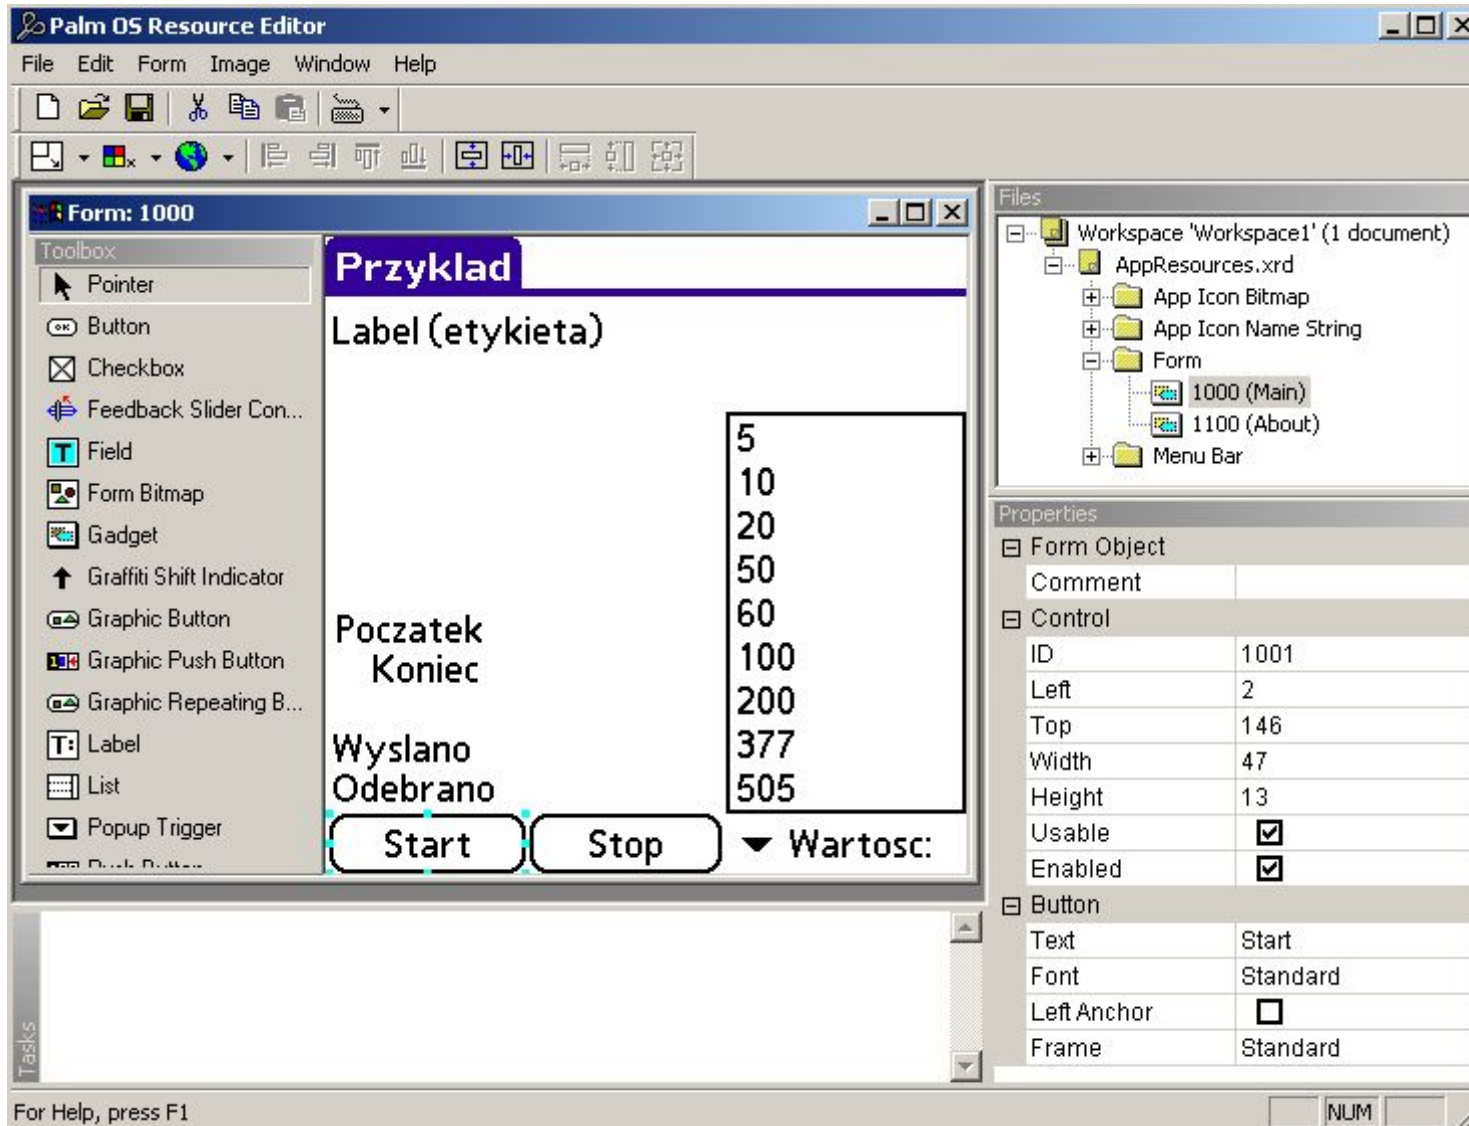 Palm OS Resource Editor
File Edit Form Image Window Help
Form: 1000
Toolbox
Pointer
Button
Checkbox
Feedback Slider Con...
Field
Form Bitmap
Gadget
Graffiti Shift Indicator
Graphic Button
Graphic Push Button
Graphic Repeating B...
Label
List
Popup Trigger
Push Button
Przyklad
Label (etykieta)
5
10
20
50
60
100
200
377
505
Poczatek
Koniec
Wyslano
Odebrano
Start Stop Wartosc:
Files
Workspace 'Workspace1' (1 document)
AppResources.xrd
App Icon Bitmap
App Icon Name String
Form
1000 (Main)
1100 (About)
Menu Bar
Properties
Form Object
Comment
Control
ID 1001
Left 2
Top 146
Width 47
Height 13
Usable
Enabled
Button
Text Start
Font Standard
Left Anchor
Frame Standard
Tasks
For Help, press F1
NUM